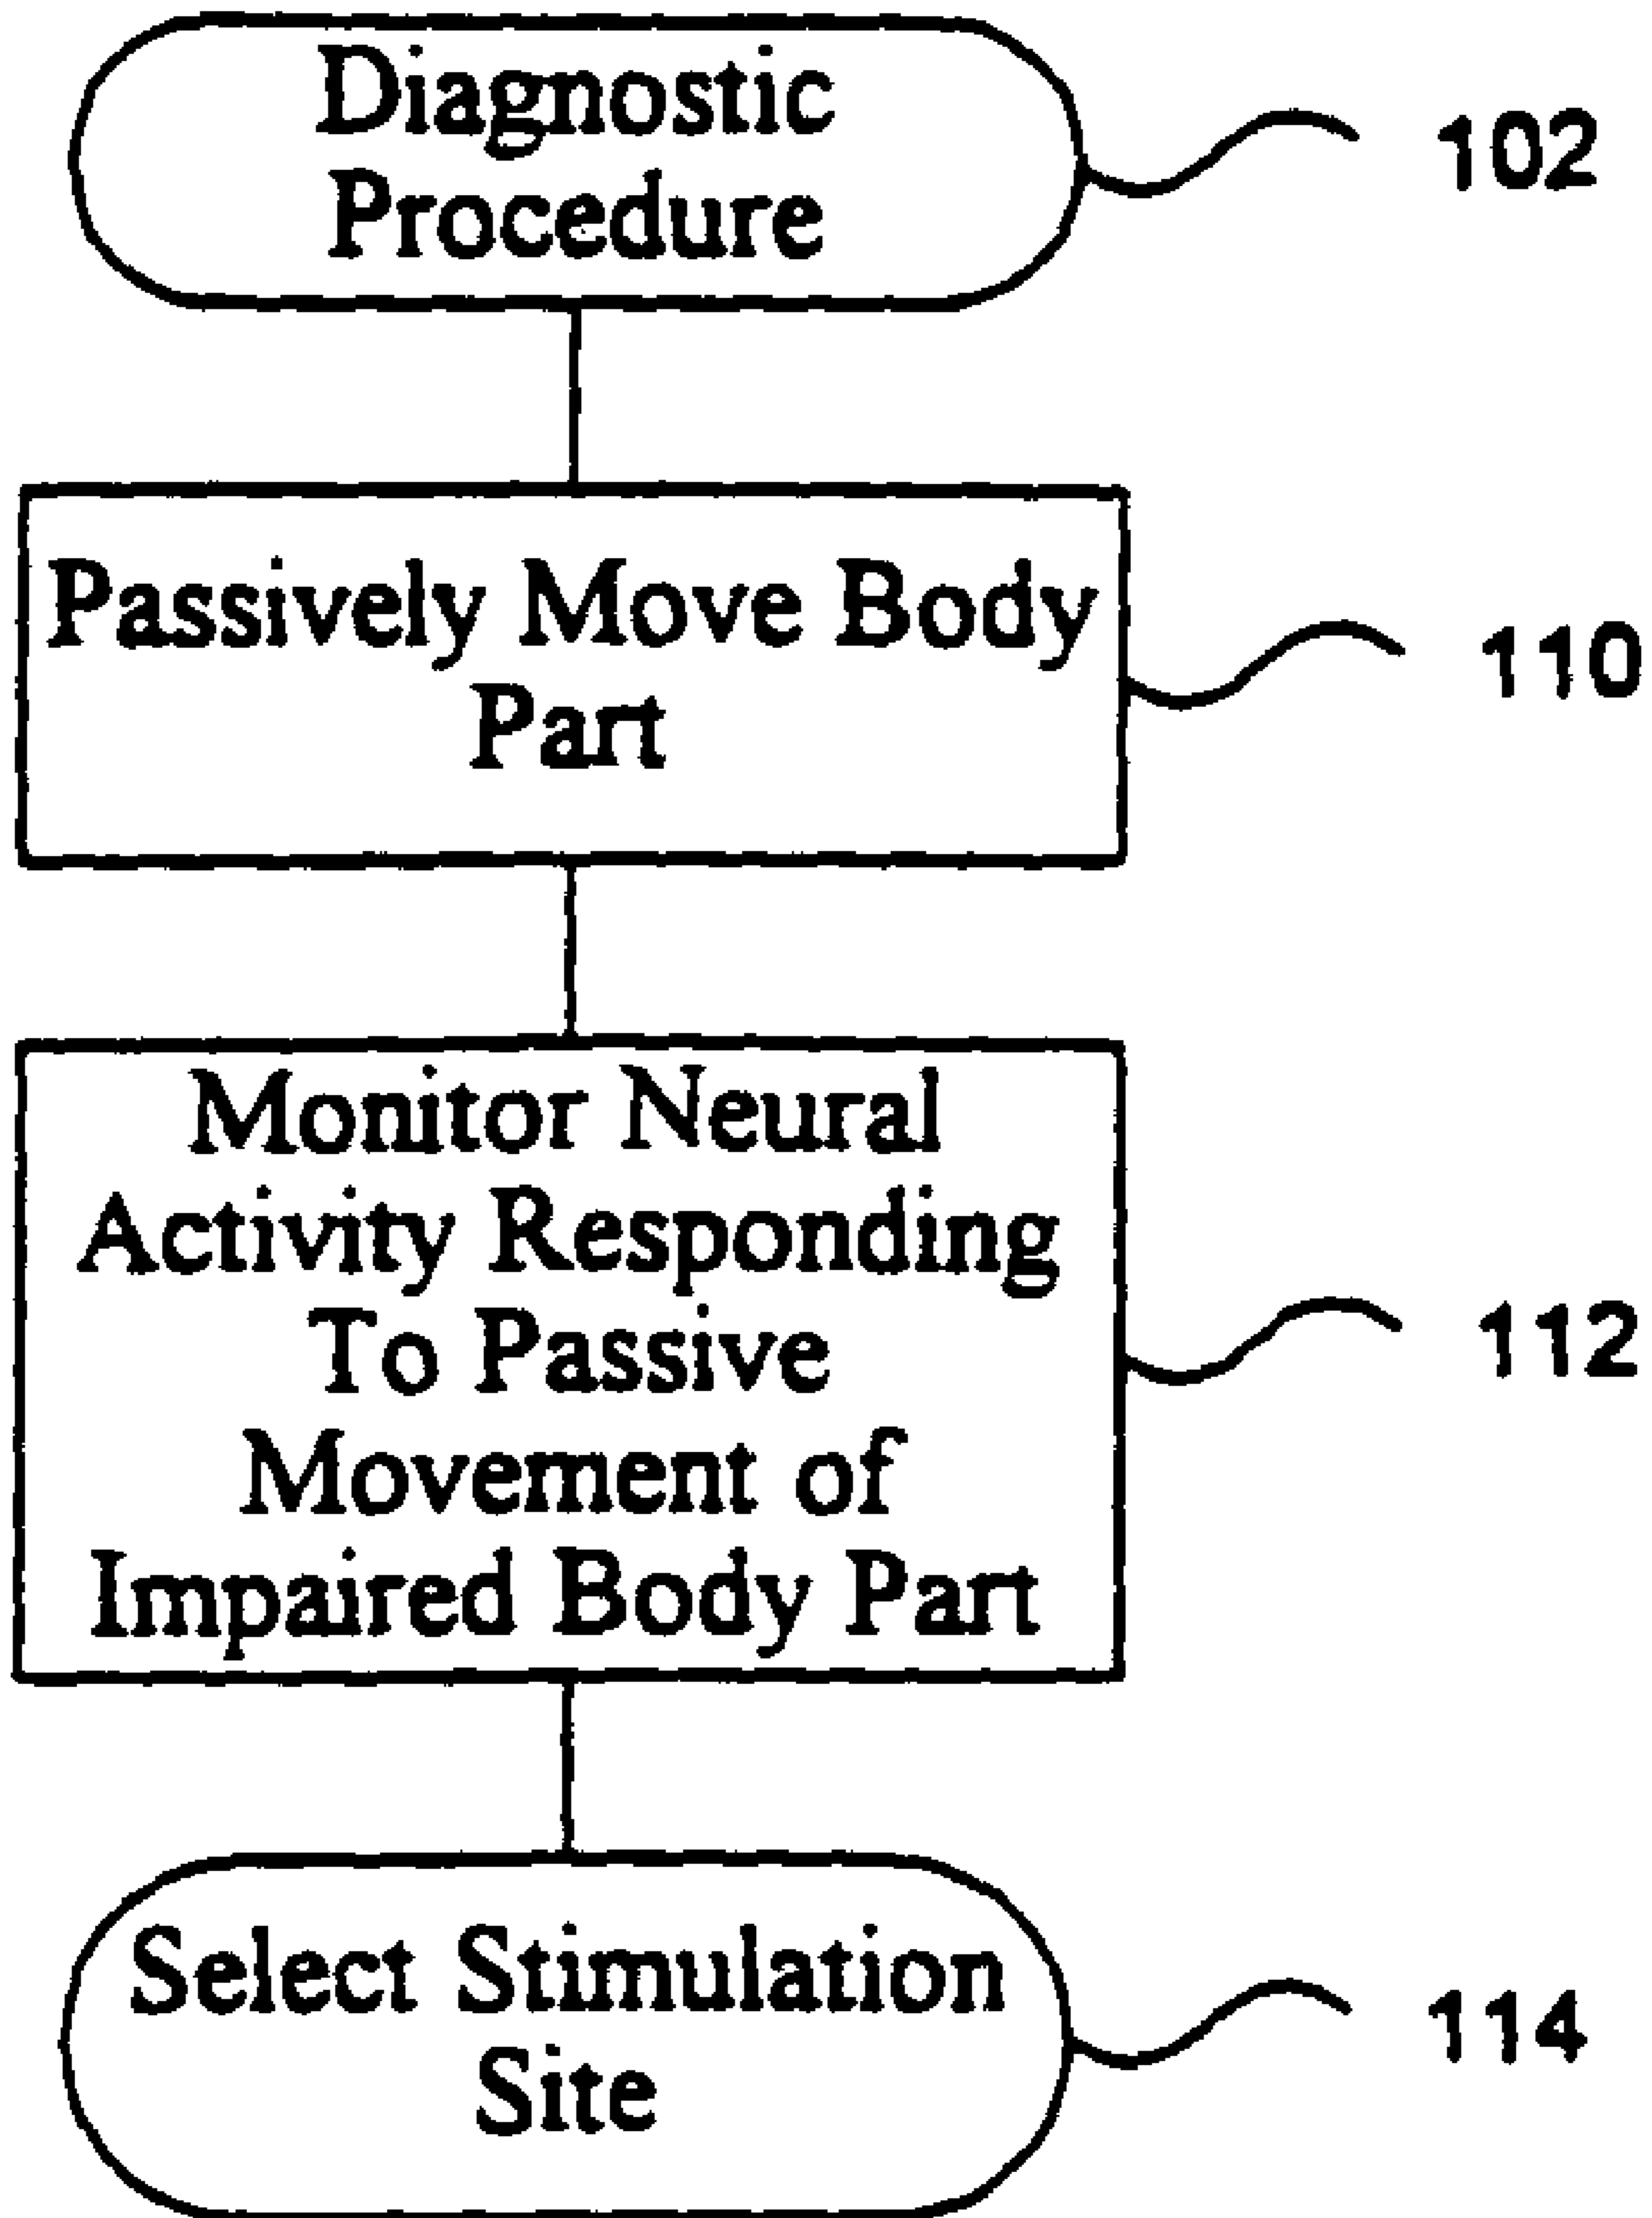 Diagnostic
Procedure
102
Passively Move Body
Part
110
Monitor Neural
Activity Responding
To Passive
Movement of
Impaired Body Part
112
Select Stimulation
Site
114